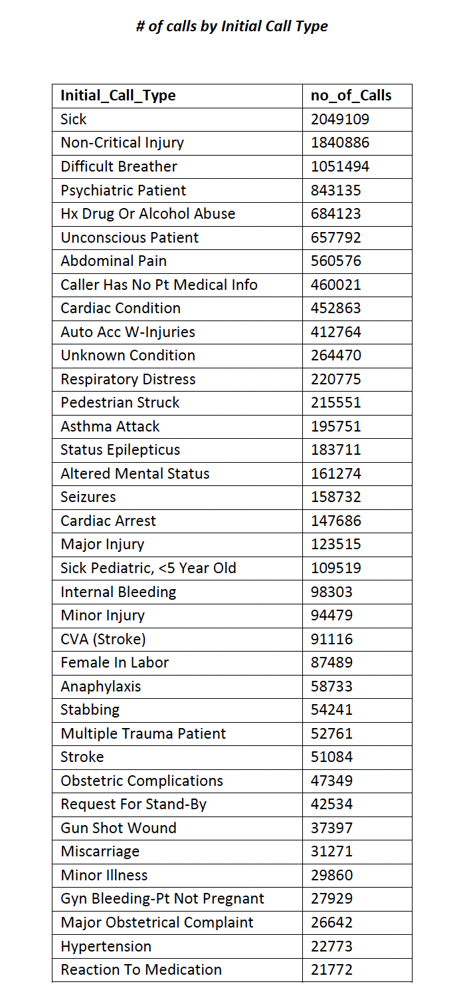 # of calls by Initial Call Type
Initial_Call_Type no_of_Calls
Sick 2049109
Non-Critical Injury 1840886
Difficult Breather 1051494
Psychiatric Patient 843135
Hx Drug Or Alcohol Abuse 684123
Unconscious Patient 657792
Abdominal Pain 560576
Caller Has No Pt Medical Info 460021
Cardiac Condition 452863
Auto Acc W-Injuries 412764
Unknown Condition 264470
Respiratory Distress 220775
Pedestrian Struck 215551
Asthma Attack 195751
Status Epilepticus 183711
Altered Mental Status 161274
Seizures 158732
Cardiac Arrest 147686
Major Injury 123515
Sick Pediatric, <5 Year Old 109519
Internal Bleeding 98303
Minor Injury 94479
CVA (Stroke) 91116
Female In Labor 87489
Anaphylaxis 58733
Stabbing 54241
Multiple Trauma Patient 52761
Stroke 51084
Obstetric Complications 47349
Request For Stand-By 42534
Gun Shot Wound 37397
Miscarriage 31271
Minor Illness 29860
Gyn Bleeding-Pt Not Pregnant 27929
Major Obstetrical Complaint 26642
Hypertension 22773
Reaction To Medication 21772